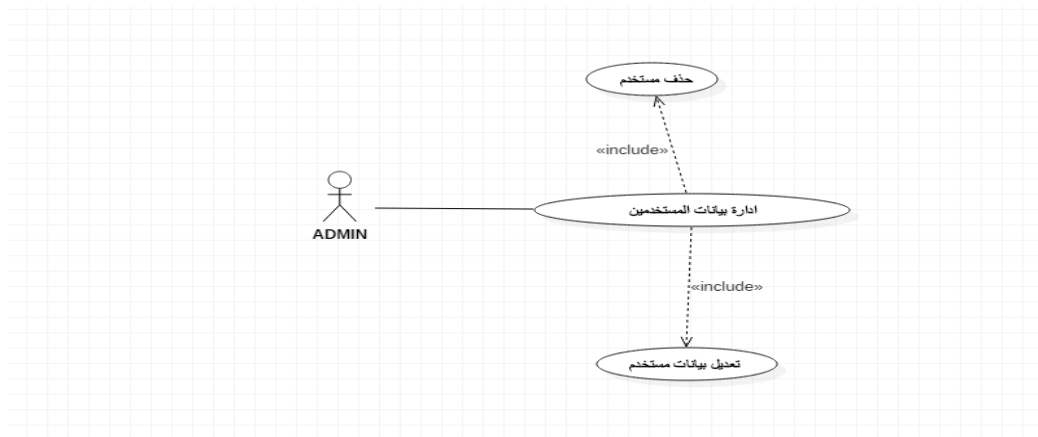 حذف مستخدم
«include»
ادارة بيانات المستخدمين
ADMIN
«include»
تعديل بيانات مستخدم